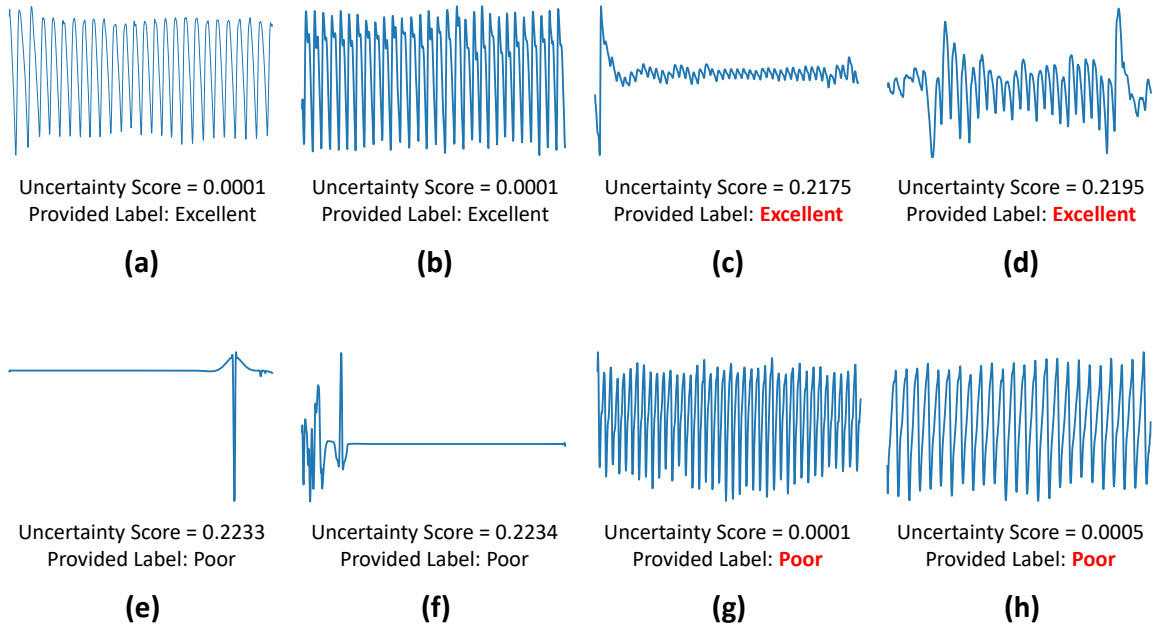 Uncertainty Score = 0.0001
Provided Label: Excellent
(a)
Uncertainty Score = 0.0001
Provided Label: Excellent
(b)
Uncertainty Score = 0.2175
Provided Label: Excellent
(c)
Uncertainty Score = 0.2195
Provided Label: Excellent
(d)
Uncertainty Score = 0.2233
Provided Label: Poor
(e)
Uncertainty Score = 0.2234
Provided Label: Poor
(f)
Uncertainty Score = 0.0001
Provided Label: Poor
(g)
Uncertainty Score = 0.0005
Provided Label: Poor
(h)